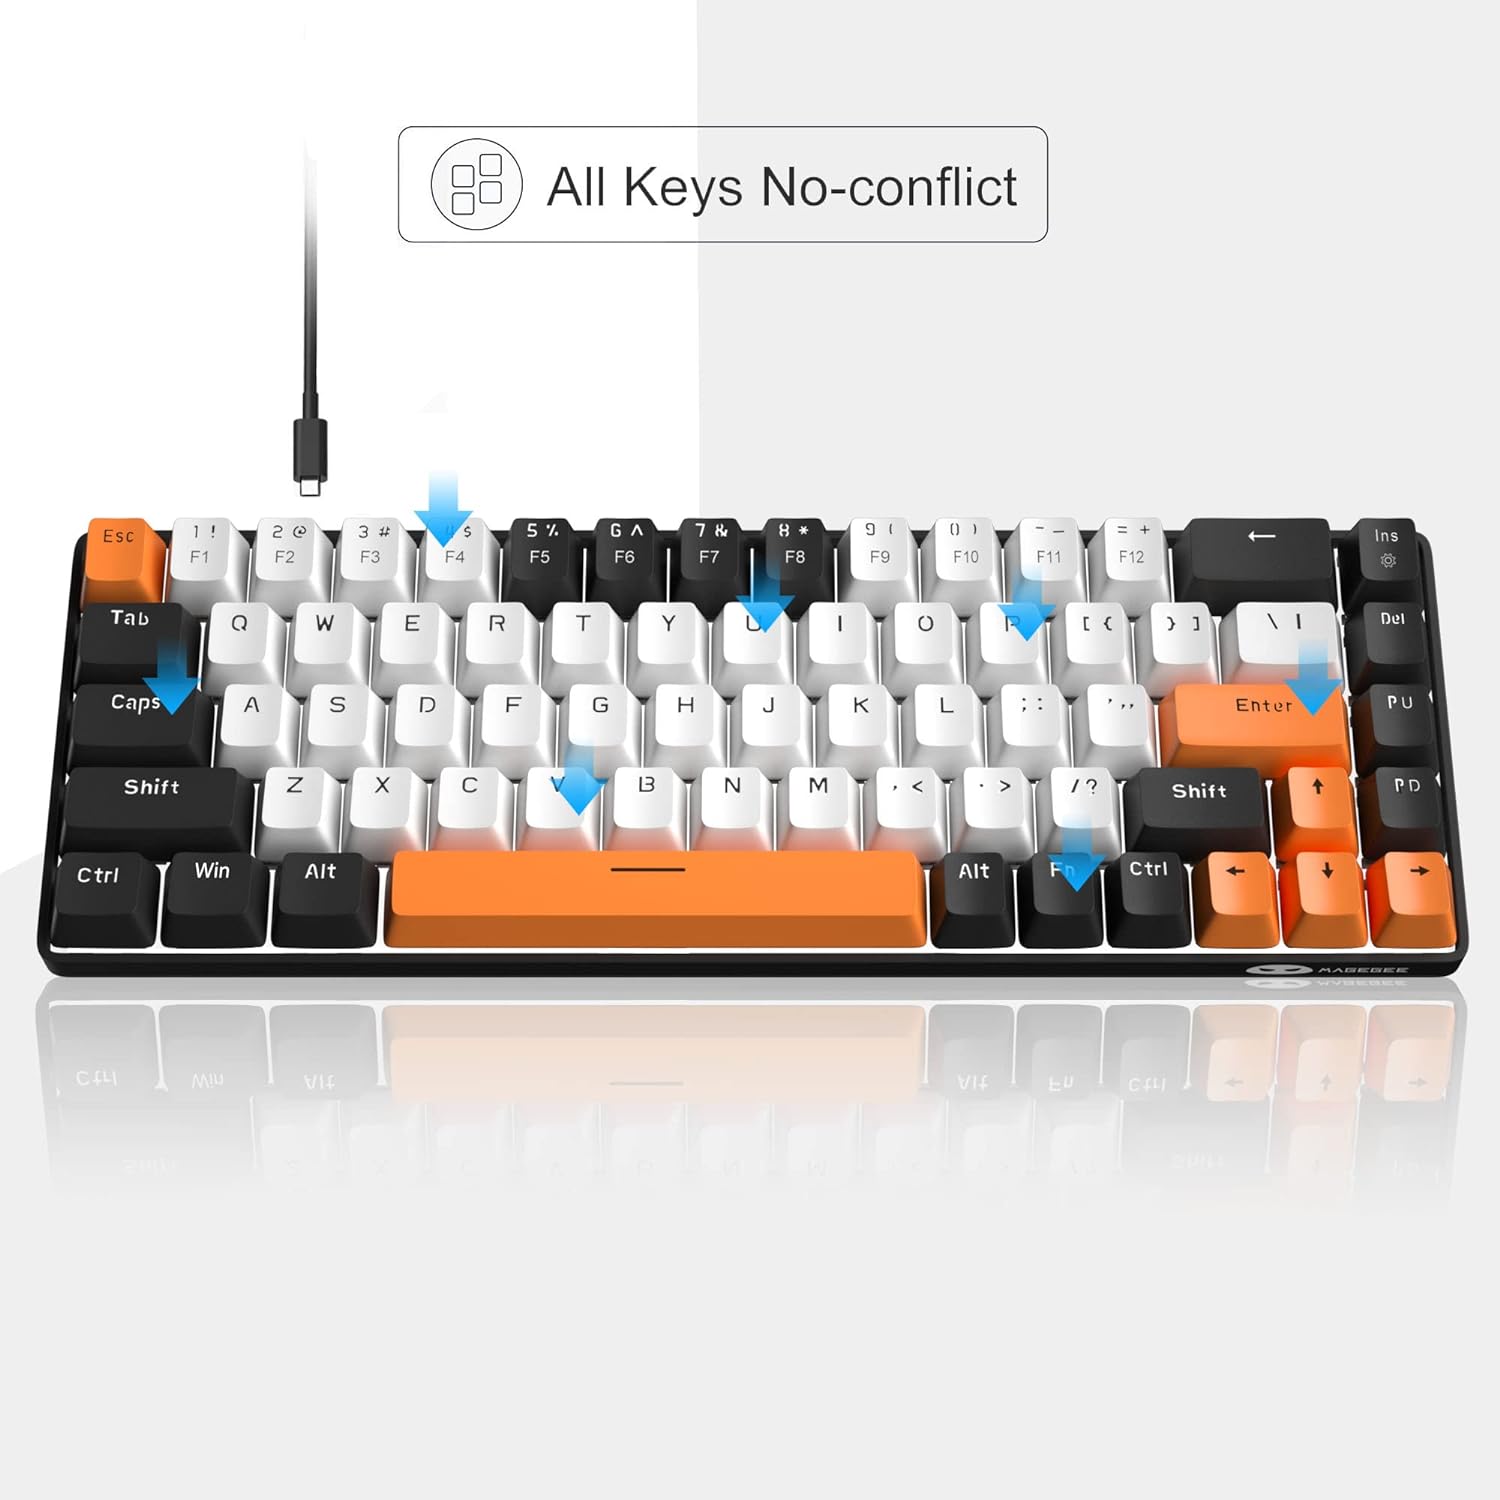 All Keys No-conflict
Esc 1 ! 2 @ 3 # 4 $ 5 % 6 ^ 7 & 8 * 9 ( 0 ) - _ = + ← Ins
F1 F2 F3 F4 F5 F6 F7 F8 F9 F10 F11 F12
Tab Q W E R T Y U I O P [ { } ] \ | Del
Caps A S D F G H J K L ; : ' ,, Enter PU
Shift Z X C V B N M , < . > / ? Shift ↑ PD
Ctrl Win Alt Alt Fn Ctrl ← ↓ →
MAGEGEE